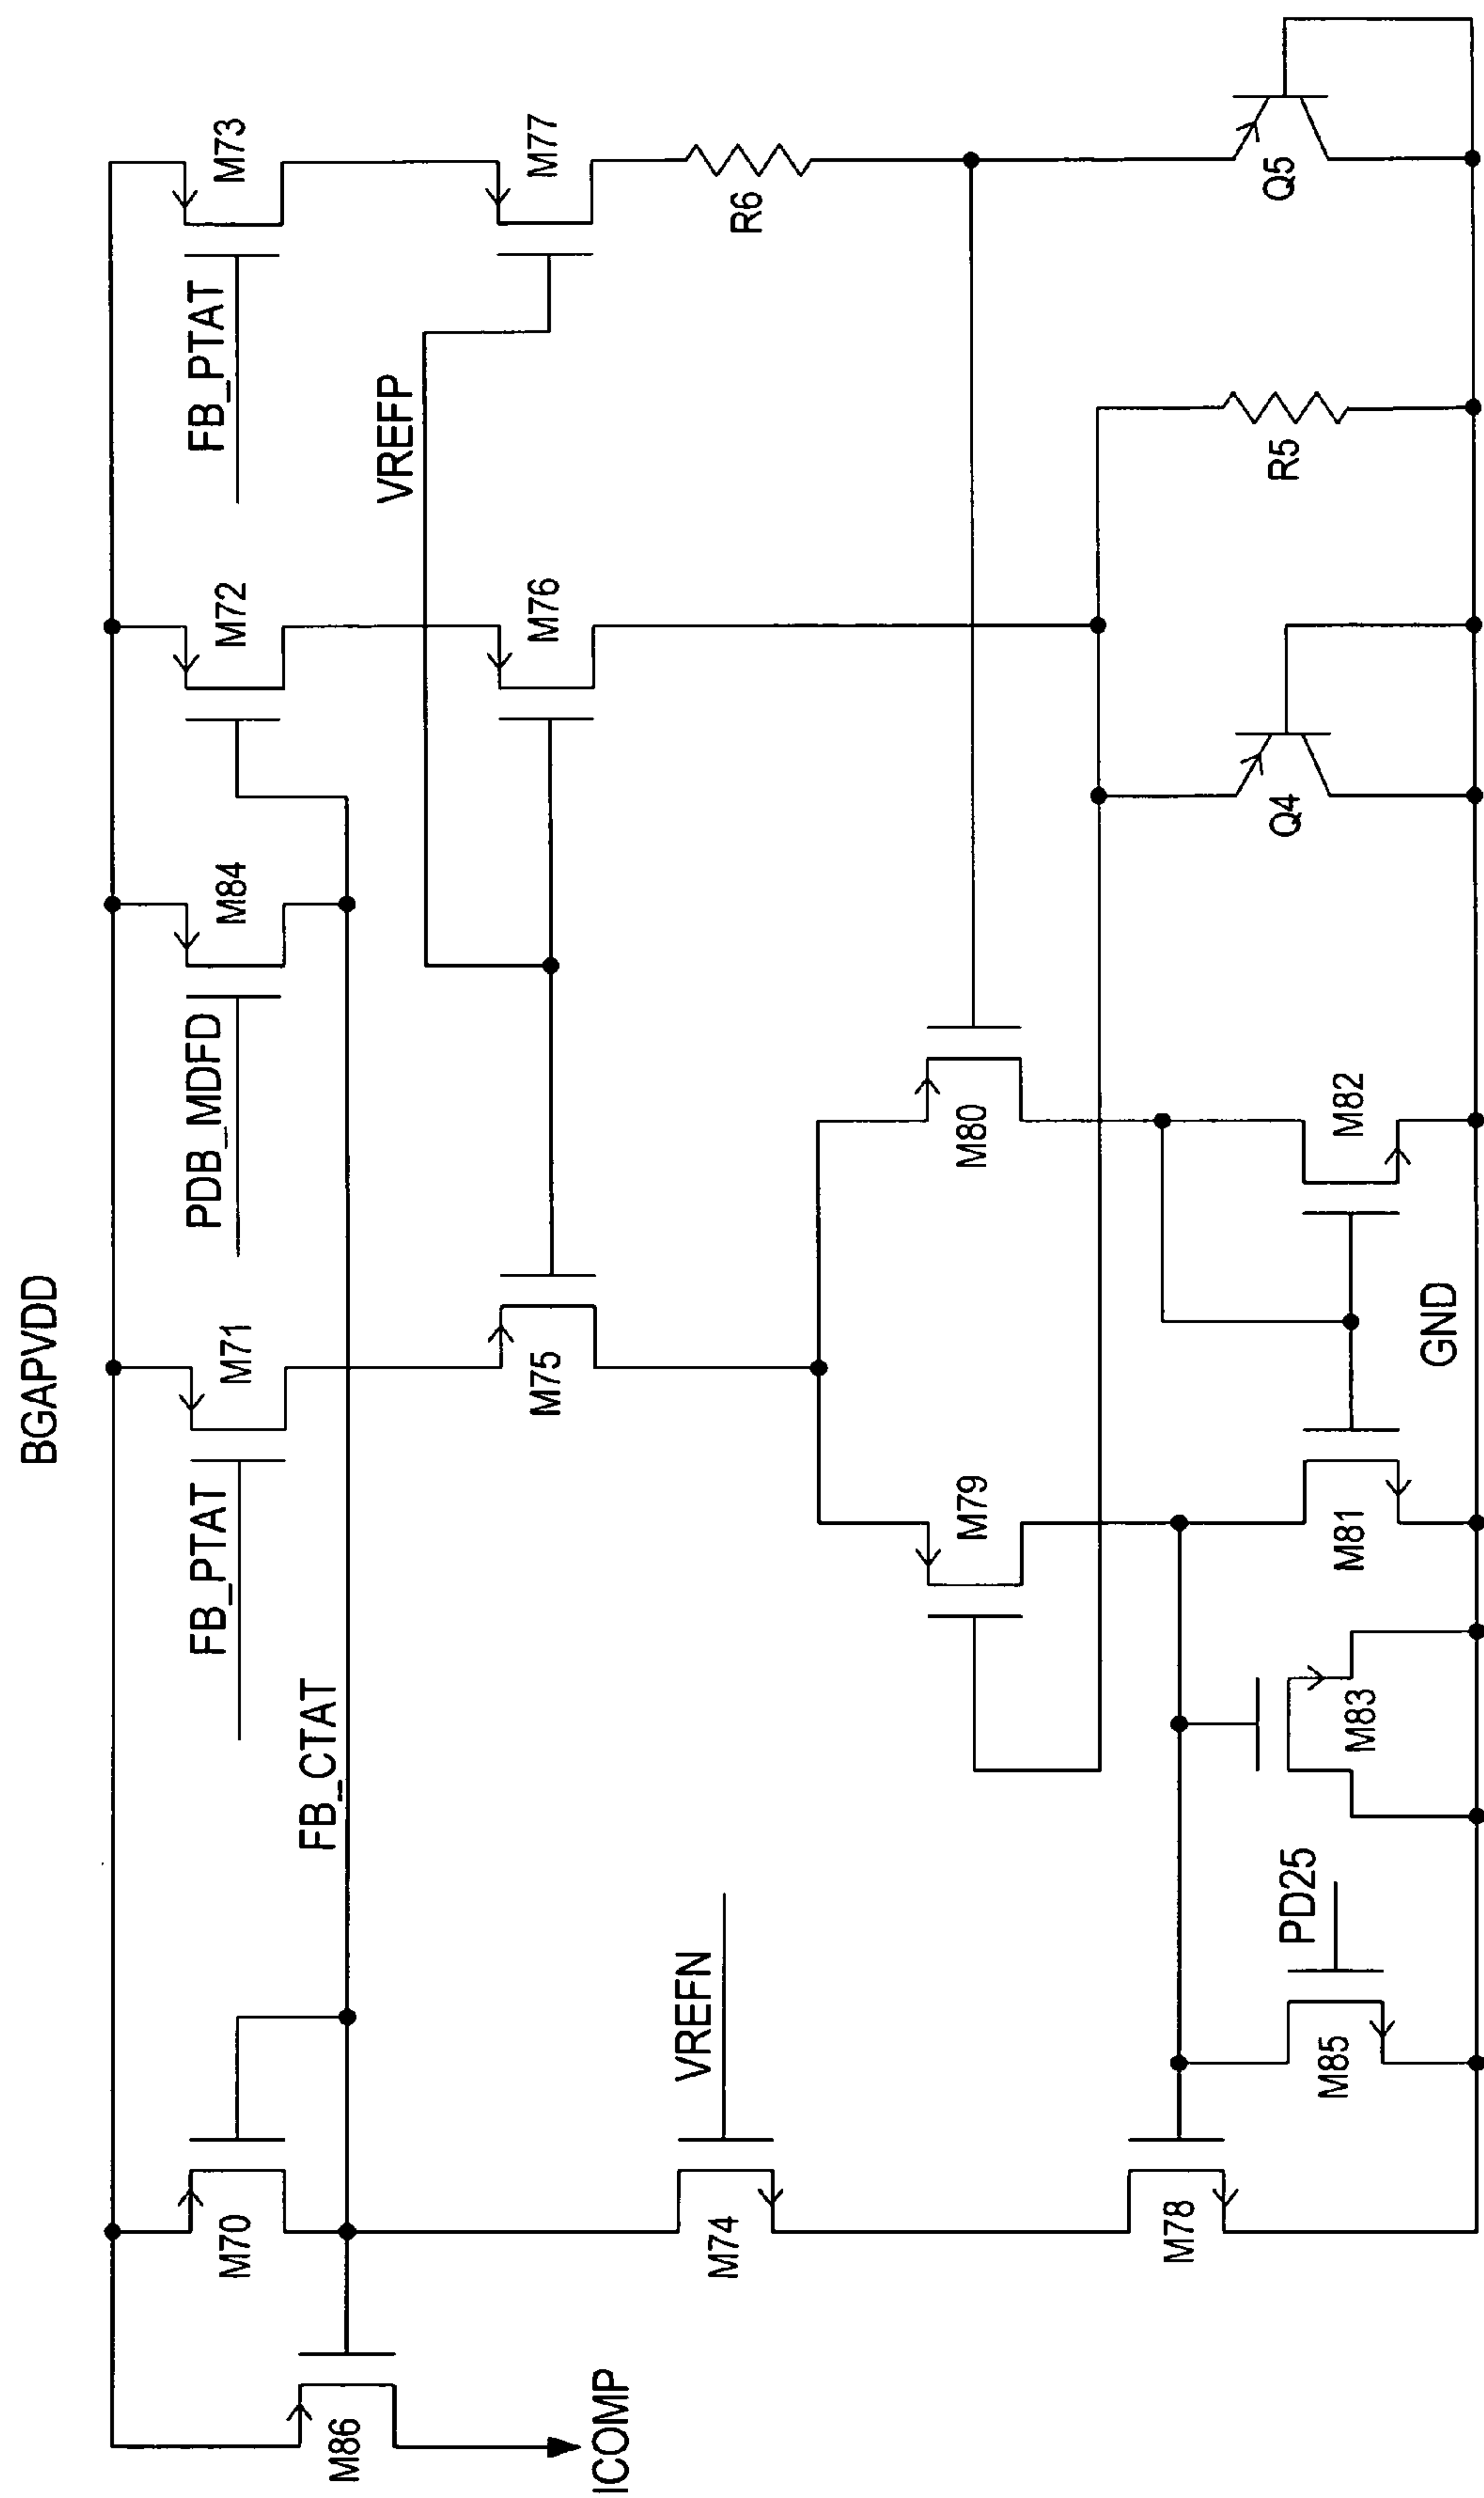 BGAPVDD
FB_PTAT
PDB_MDFD
FB_PTAT
M70
M71
M84
M72
M73
FB_CTAT
M86
VREFP
M75
M76
M77
ICOMP
VREFN
M74
R6
M79
M80
M78
PD25
Q4
R5
Q5
M85
M83
M81
M82
GND